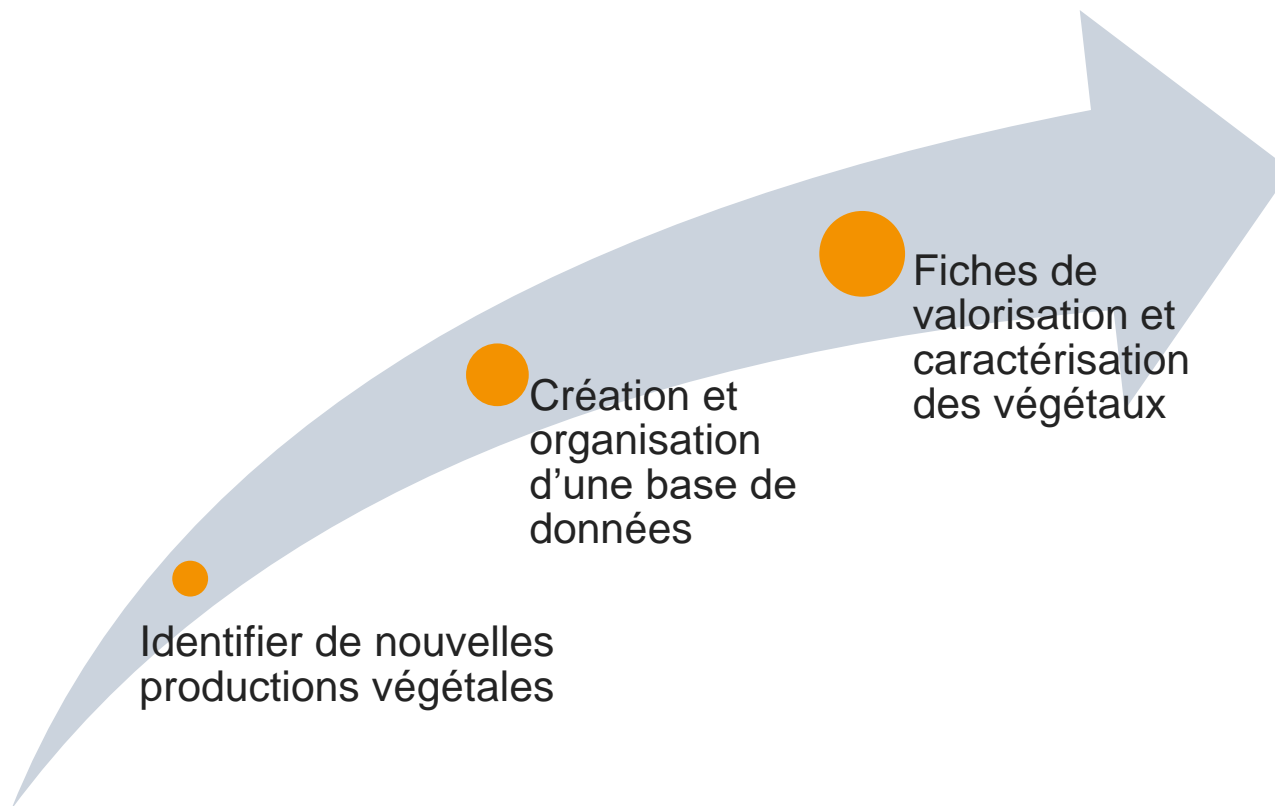 Fiches de
valorisation et
caractérisation
des végétaux
Création et
organisation
d’une base de
données
Identifier de nouvelles
productions végétales